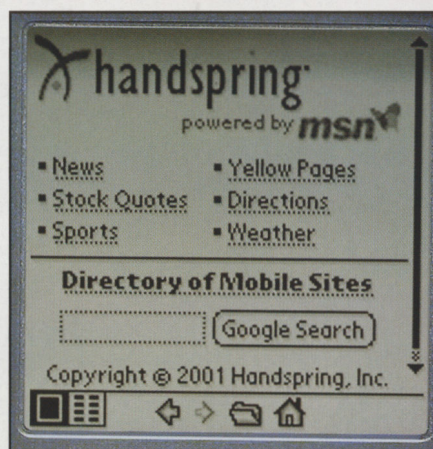 handspring
powered by msn
News
Yellow Pages
Stock Quotes
Directions
Sports
Weather
Directory of Mobile Sites
Google Search
Copyright © 2001 Handspring, Inc.